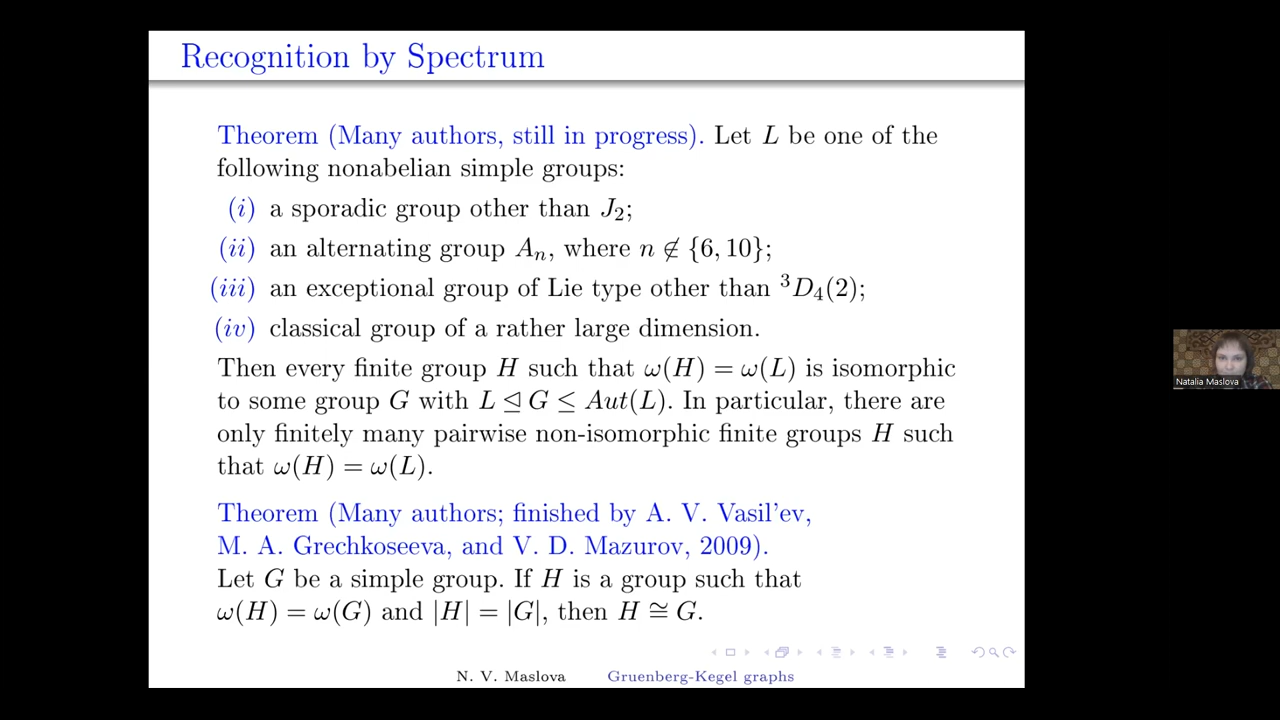 Recognition by Spectrum
Theorem (Many authors, still in progress). Let L be one of the
following nonabelian simple groups:
(i) a sporadic group other than J₂;
(ii) an alternating group Aₙ, where n ∉ {6, 10};
(iii) an exceptional group of Lie type other than ³D₄(2);
(iv) classical group of a rather large dimension.
Then every finite group H such that ω(H) = ω(L) is isomorphic
to some group G with L ⊴ G ≤ Aut(L). In particular, there are
only finitely many pairwise non-isomorphic finite groups H such
that ω(H) = ω(L).
Theorem (Many authors; finished by A. V. Vasil'ev,
M. A. Grechkoseeva, and V. D. Mazurov, 2009).
Let G be a simple group. If H is a group such that
ω(H) = ω(G) and |H| = |G|, then H ≅ G.
N. V. Maslova Gruenberg-Kegel graphs
Natalia Maslova